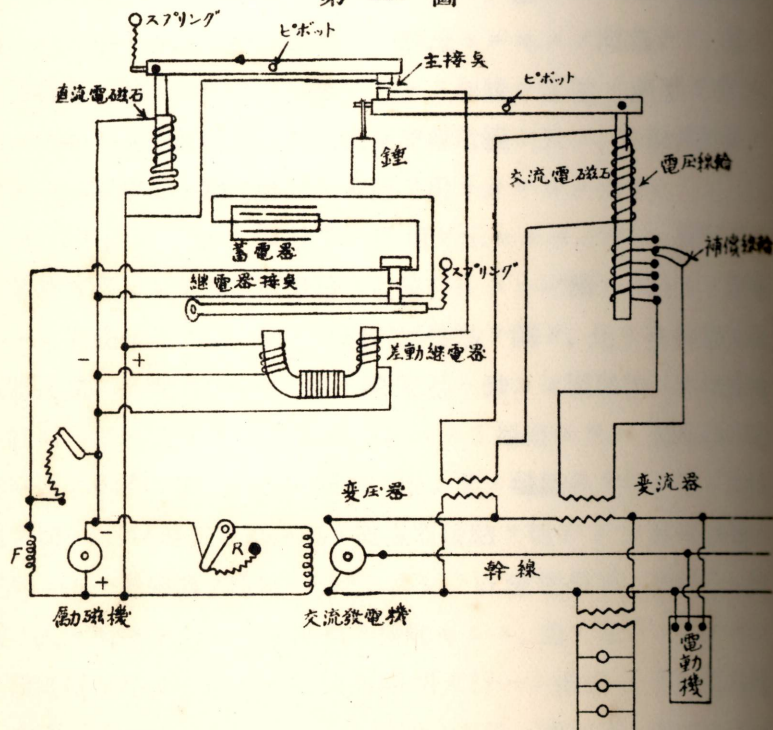 第
圖
スプリング
ピボット
主接点
直流電磁石
ピボット
錘
交流電磁石
電圧線輪
補償線輪
蓄電器
スプリング
継電器接点
差動継電器
-
+
変圧器
変流器
-
F
R
+
幹線
励磁機
交流發電機
電動機